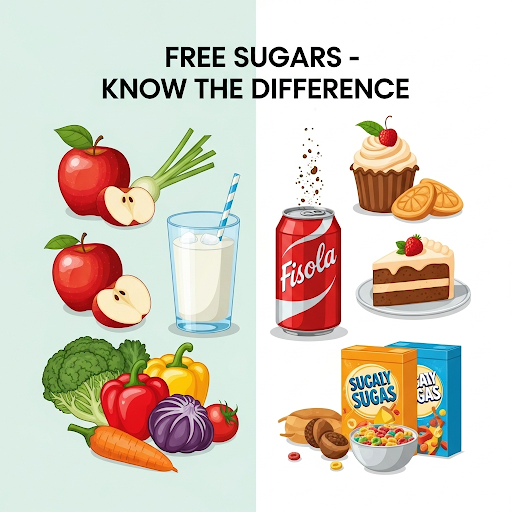 FREE SUGARS -
KNOW THE DIFFERENCE
Fisola
SUGALY
SUGAS